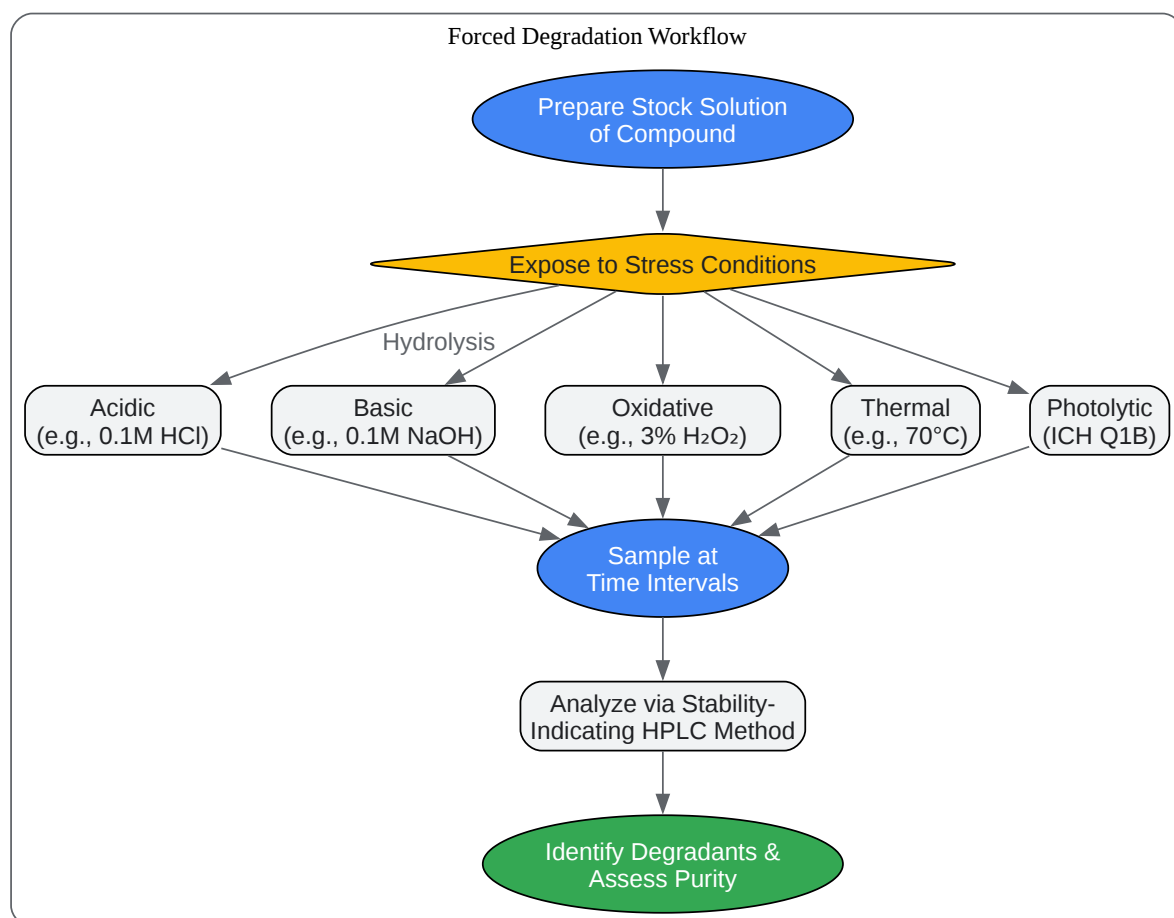 Forced Degradation Workflow
Prepare Stock Solution
of Compound
Expose to Stress Conditions
Hydrolysis
Acidic
(e.g., 0.1M HCl)
Basic
(e.g., 0.1M NaOH)
Oxidative
(e.g., 3% H₂O₂)
Thermal
(e.g., 70°C)
Photolytic
(ICH Q1B)
Sample at
Time Intervals
Analyze via Stability-
Indicating HPLC Method
Identify Degradants &
Assess Purity